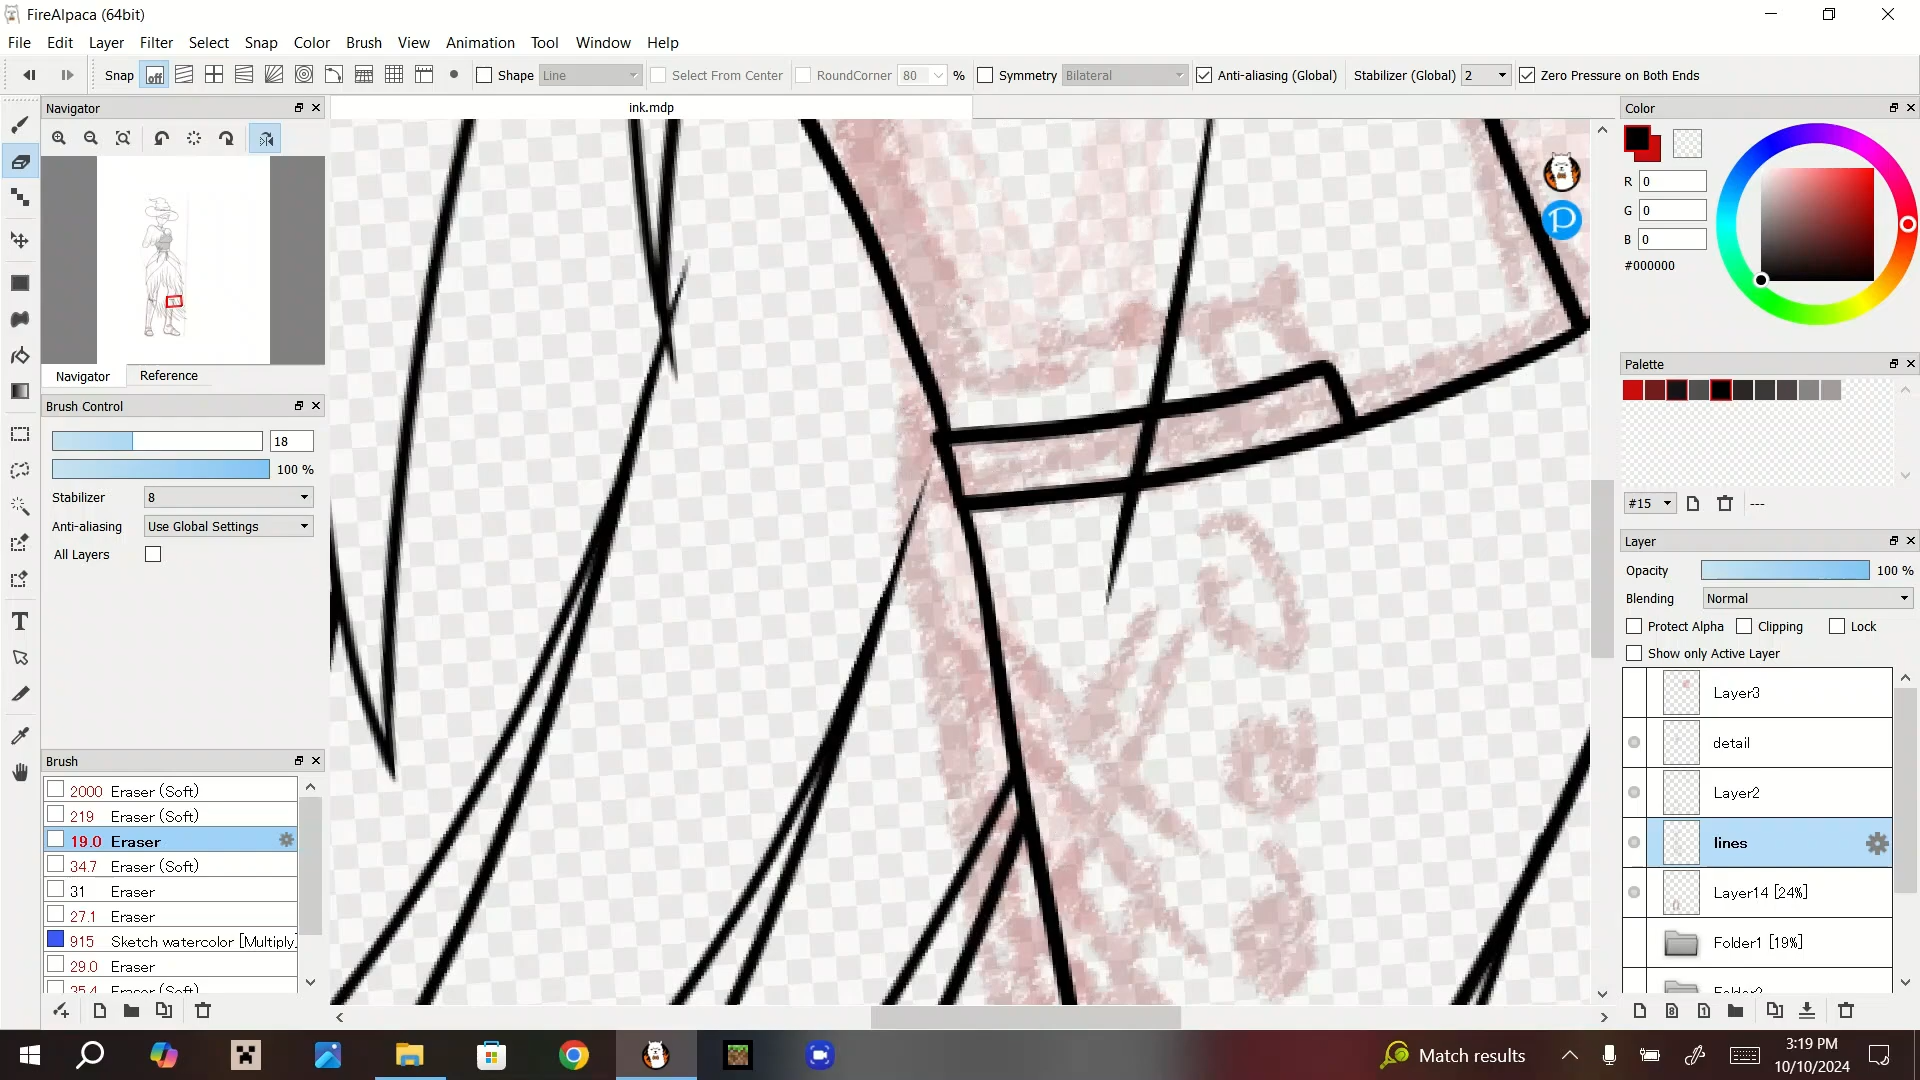 FireAlpaca (64bit)
File Edit Layer Filter Select Snap Color Brush View Animation Tool Window Help
Snap Shape Line Select From Center RoundCorner 80 % Symmetry Bilateral Anti-aliasing (Global) Stabilizer (Global) 2 Zero Pressure on Both Ends
Navigator
ink.mdp
Color
R 0
G 0
B 0
#000000
Navigator Reference
Palette
Brush Control
18
100 %
Stabilizer 8
Anti-aliasing Use Global Settings
All Layers
#15 ---
Layer
Opacity 100 %
Blending Normal
Protect Alpha Clipping Lock
Show only Active Layer
Layer3
detail
Layer2
lines
Layer14 [24%]
Folder1 [19%]
Brush
2000 Eraser (Soft)
219 Eraser (Soft)
19.0 Eraser
34.7 Eraser (Soft)
31 Eraser
27.1 Eraser
915 Sketch watercolor [Multiply]
29.0 Eraser
35.4 Eraser (Soft)
Match results
3:19 PM
10/10/2024